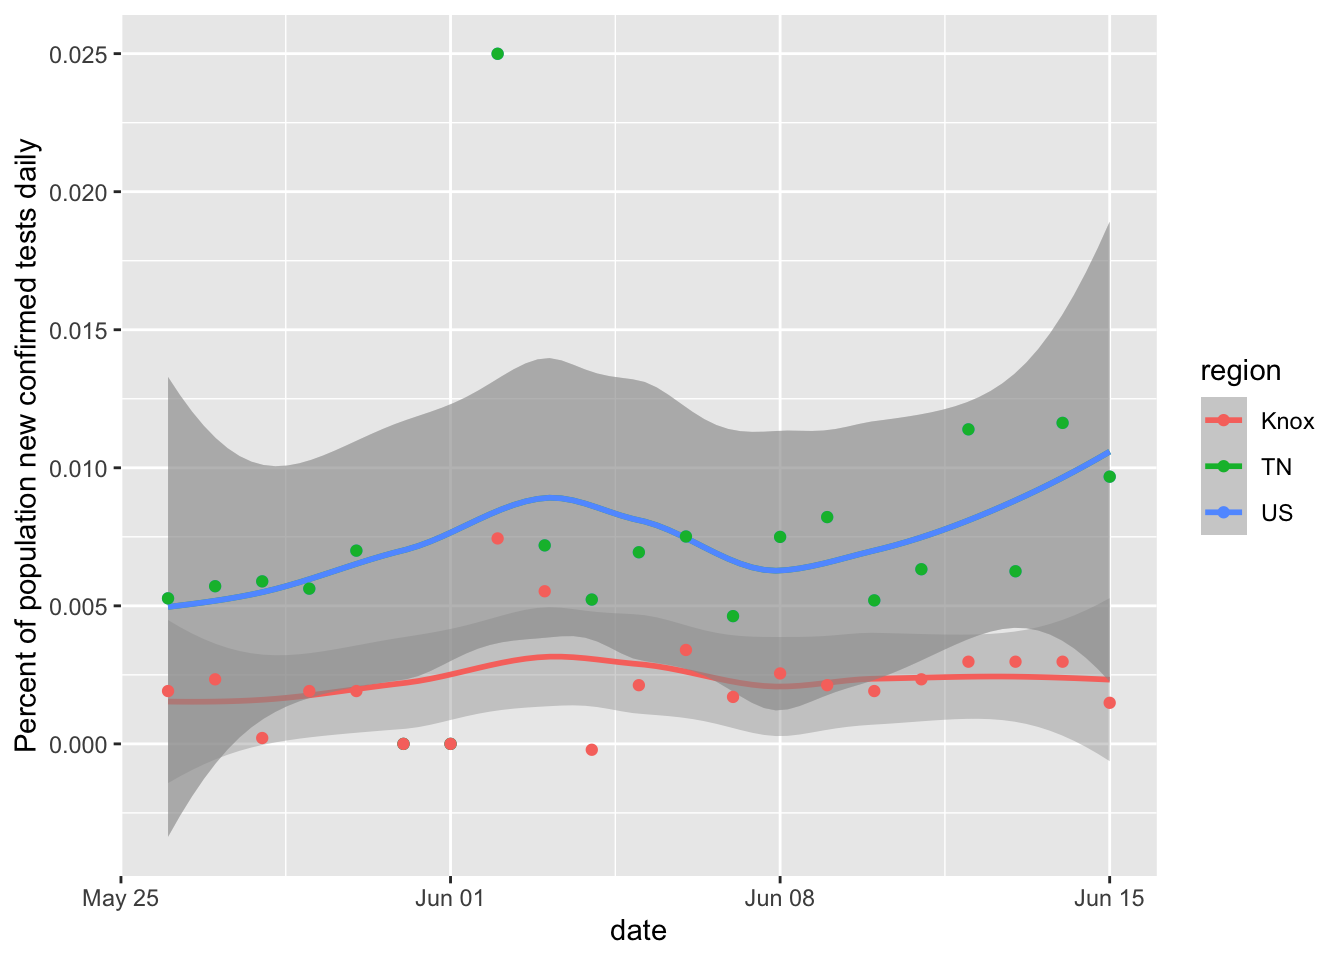 Percent of population new confirmed tests daily
0.025
0.020
0.015
0.010
0.005
0.000
May 25
Jun 01
Jun 08
Jun 15
date
region
Knox
TN
US